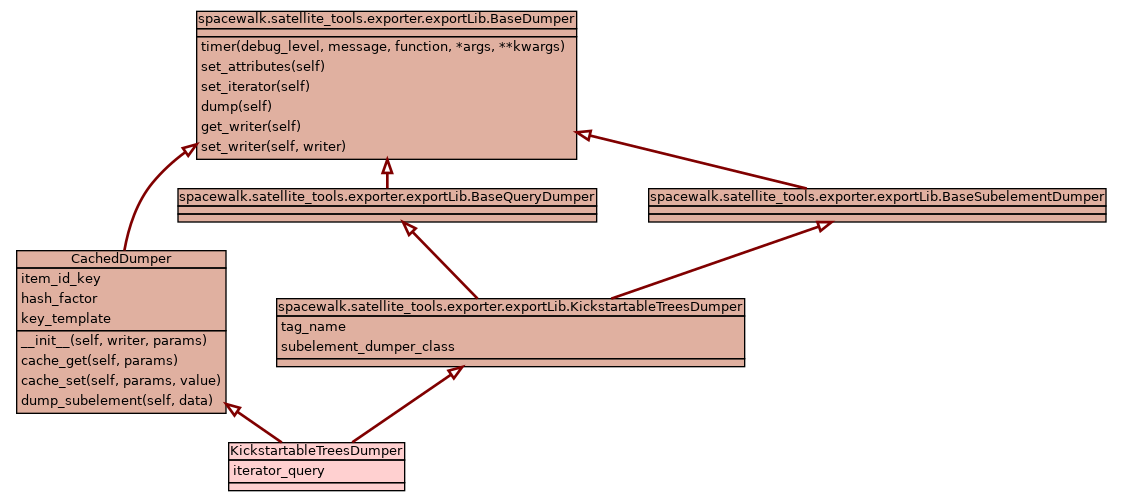 spacewalk.satellite_tools.exporter.exportLib.BaseDumper
timer(debug_level, message, function, *args, **kwargs)
set_attributes(self)
set_iterator(self)
dump(self)
get_writer(self)
set_writer(self, writer)
spacewalk.satellite_tools.exporter.exportLib.BaseQueryDumper
spacewalk.satellite_tools.exporter.exportLib.BaseSubelementDumper
CachedDumper
item_id_key
hash_factor
key_template
__init__(self, writer, params)
cache_get(self, params)
cache_set(self, params, value)
dump_subelement(self, data)
spacewalk.satellite_tools.exporter.exportLib.KickstartableTreesDumper
tag_name
subelement_dumper_class
KickstartableTreesDumper
iterator_query